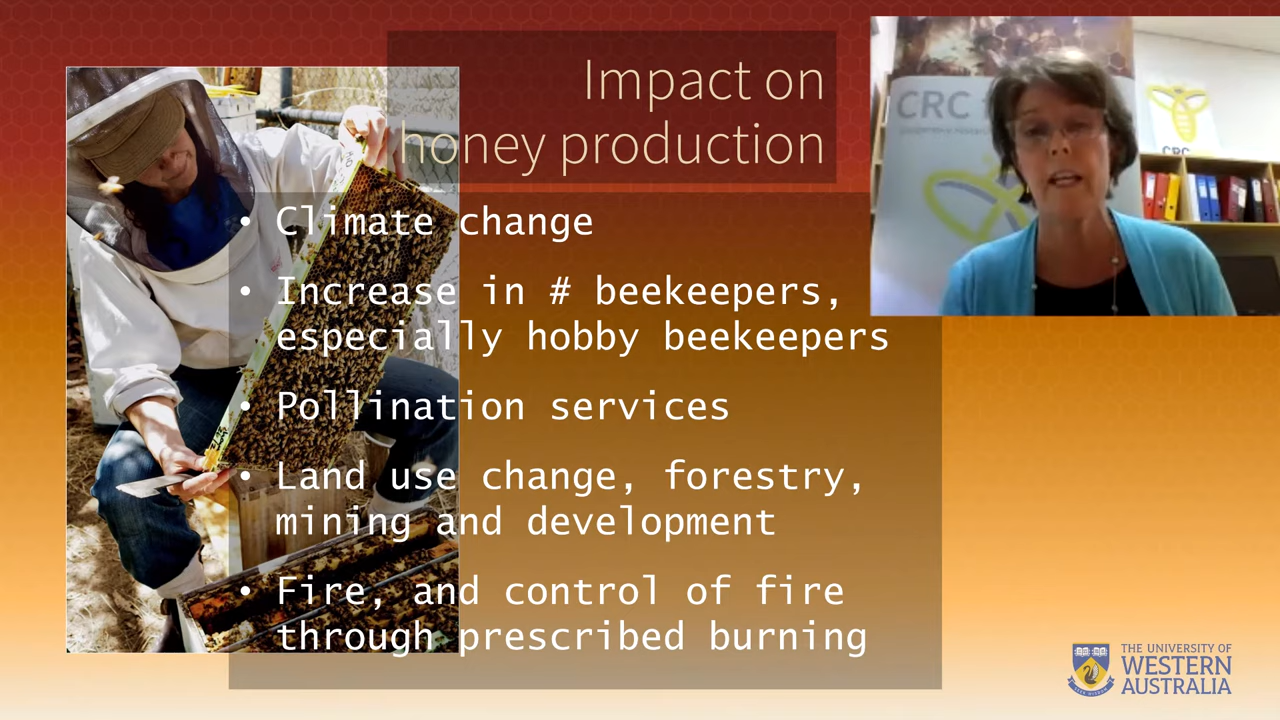 Impact on
honey production
• Climate change
• Increase in # beekeepers,
especially hobby beekeepers
• Pollination services
• Land use change, forestry,
mining and development
• Fire, and control of fire
through prescribed burning
CRC
CRC
THE UNIVERSITY OF
WESTERN
AUSTRALIA